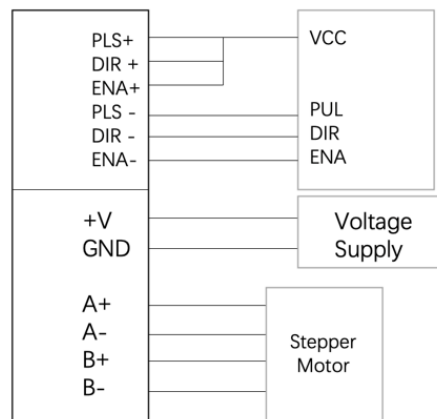 PLS+
DIR +
ENA+
PLS -
DIR -
ENA-
VCC
PUL
DIR
ENA
+V
GND
Voltage
Supply
A+
A-
B+
B-
Stepper
Motor